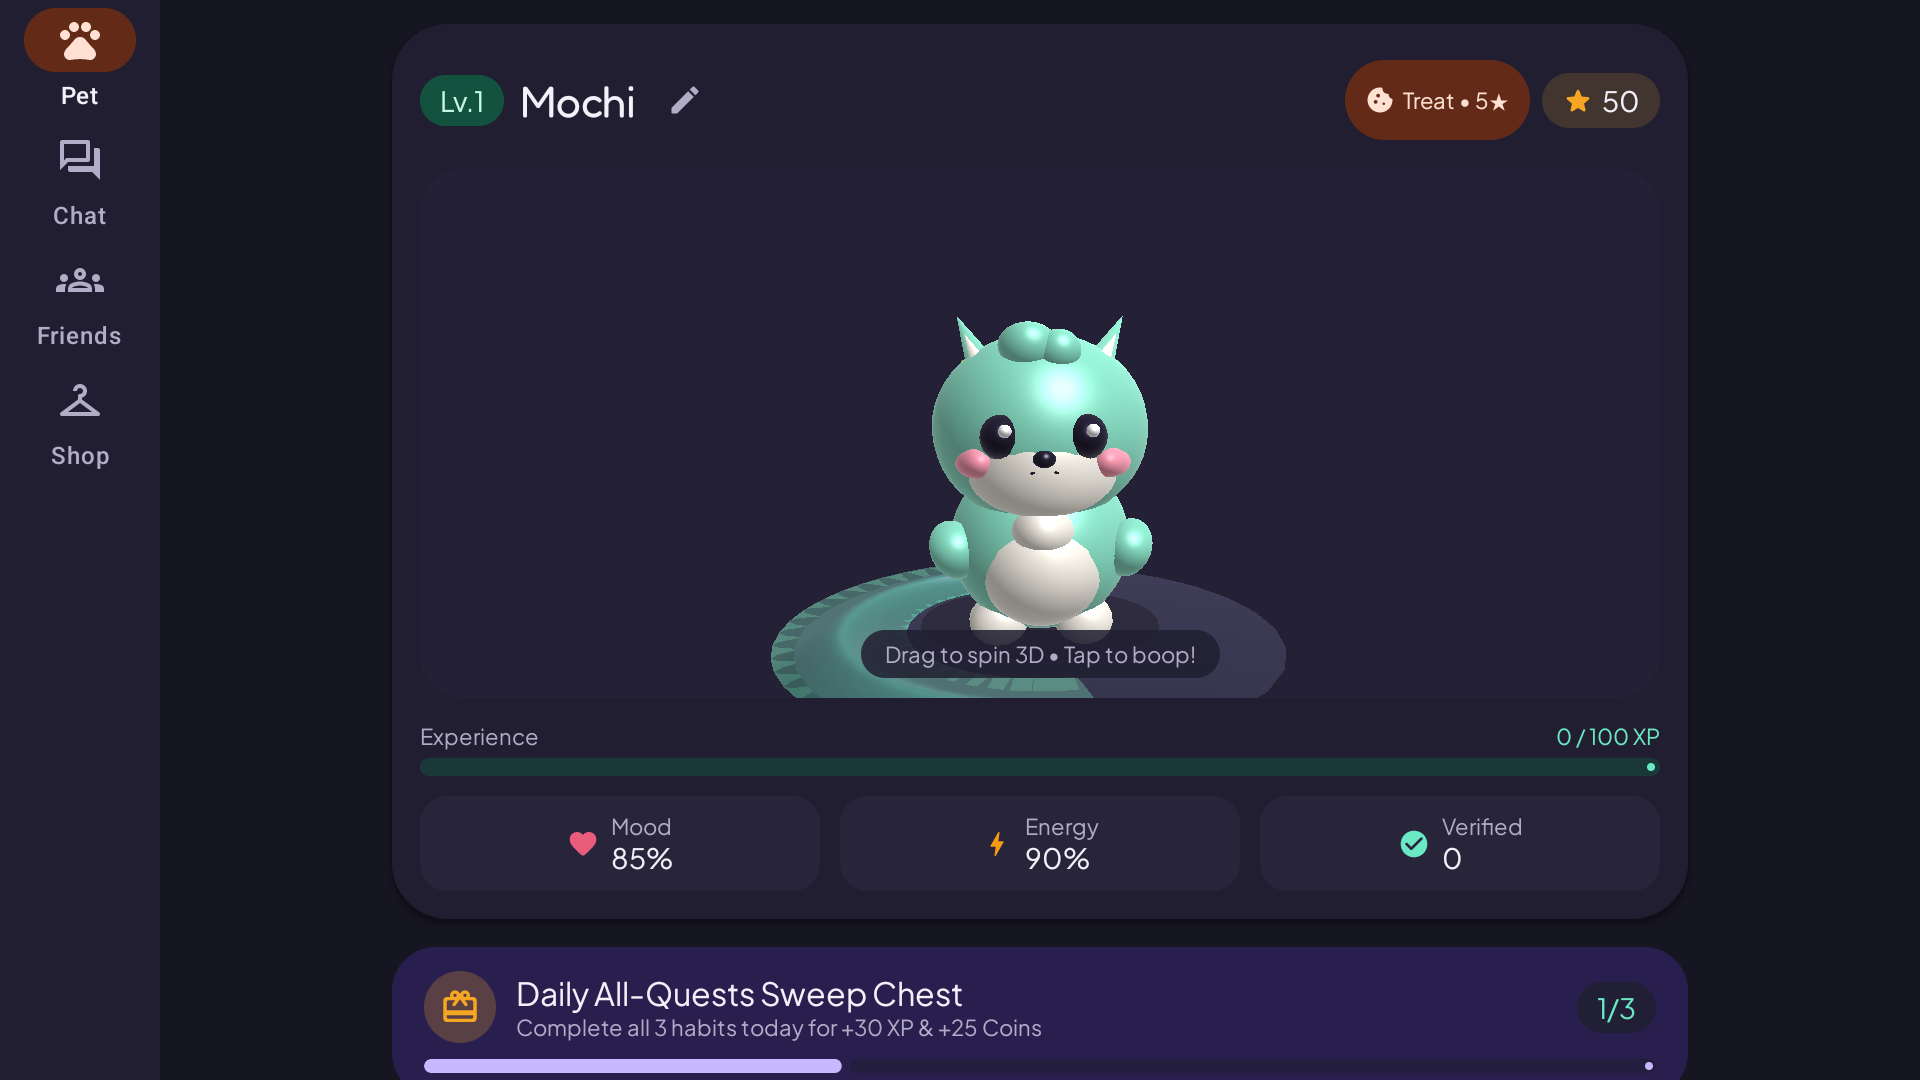 Pet
Chat
Friends
Shop
Lv.1
Mochi
Treat • 5★
50
Drag to spin 3D • Tap to boop!
Experience
0 / 100 XP
Mood
85%
Energy
90%
Verified
0
Daily All-Quests Sweep Chest
Complete all 3 habits today for +30 XP & +25 Coins
1/3